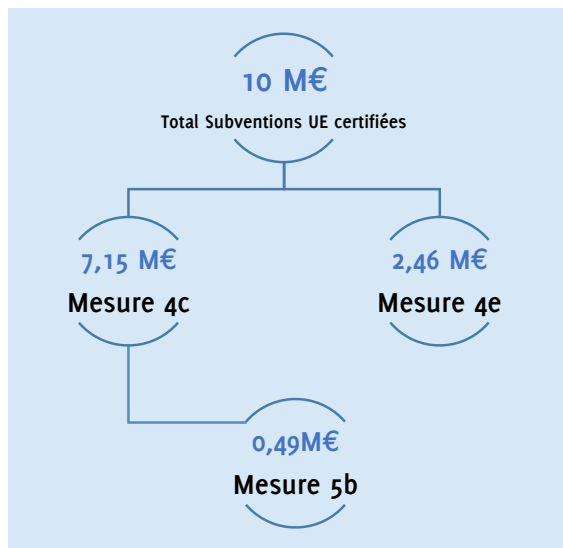 10 M€
Total Subventions UE certifiées
7,15 M€
Mesure 4c
2,46 M€
Mesure 4e
0,49M€
Mesure 5b